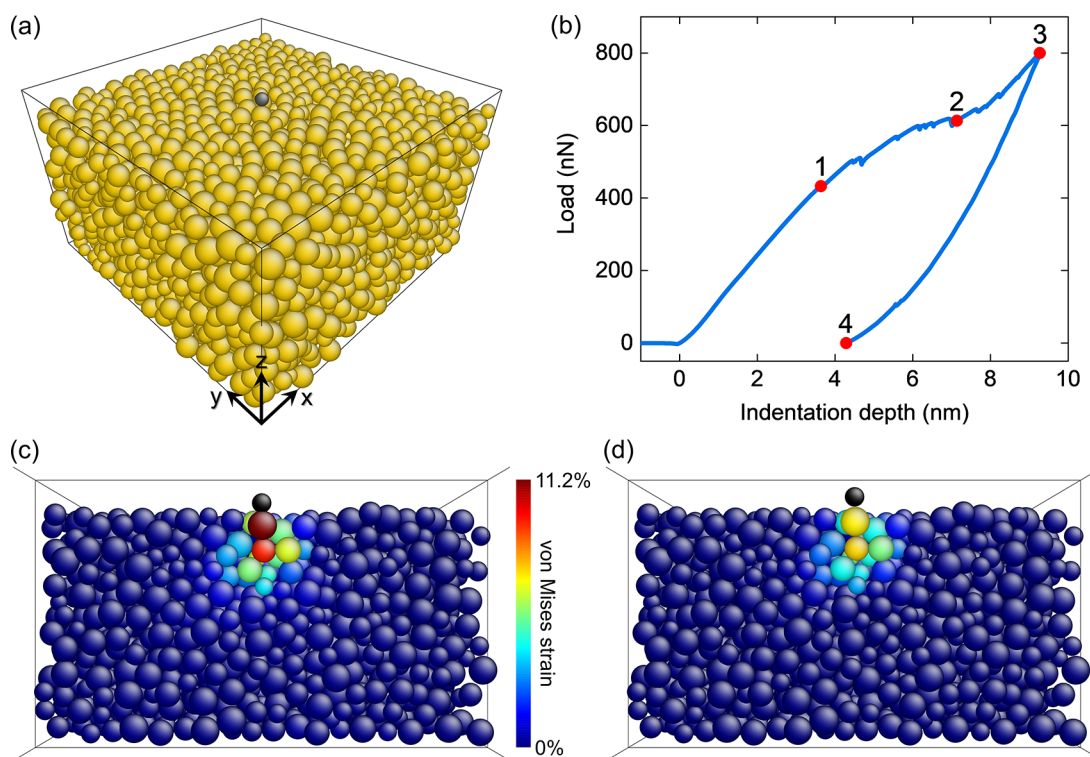 (a)
z
y
x
(b)
Load (nN)
800
600
400
200
0
1
2
3
4
0
2
4
6
8
10
Indentation depth (nm)
(c)
11.2%
von Mises strain
0%
(d)